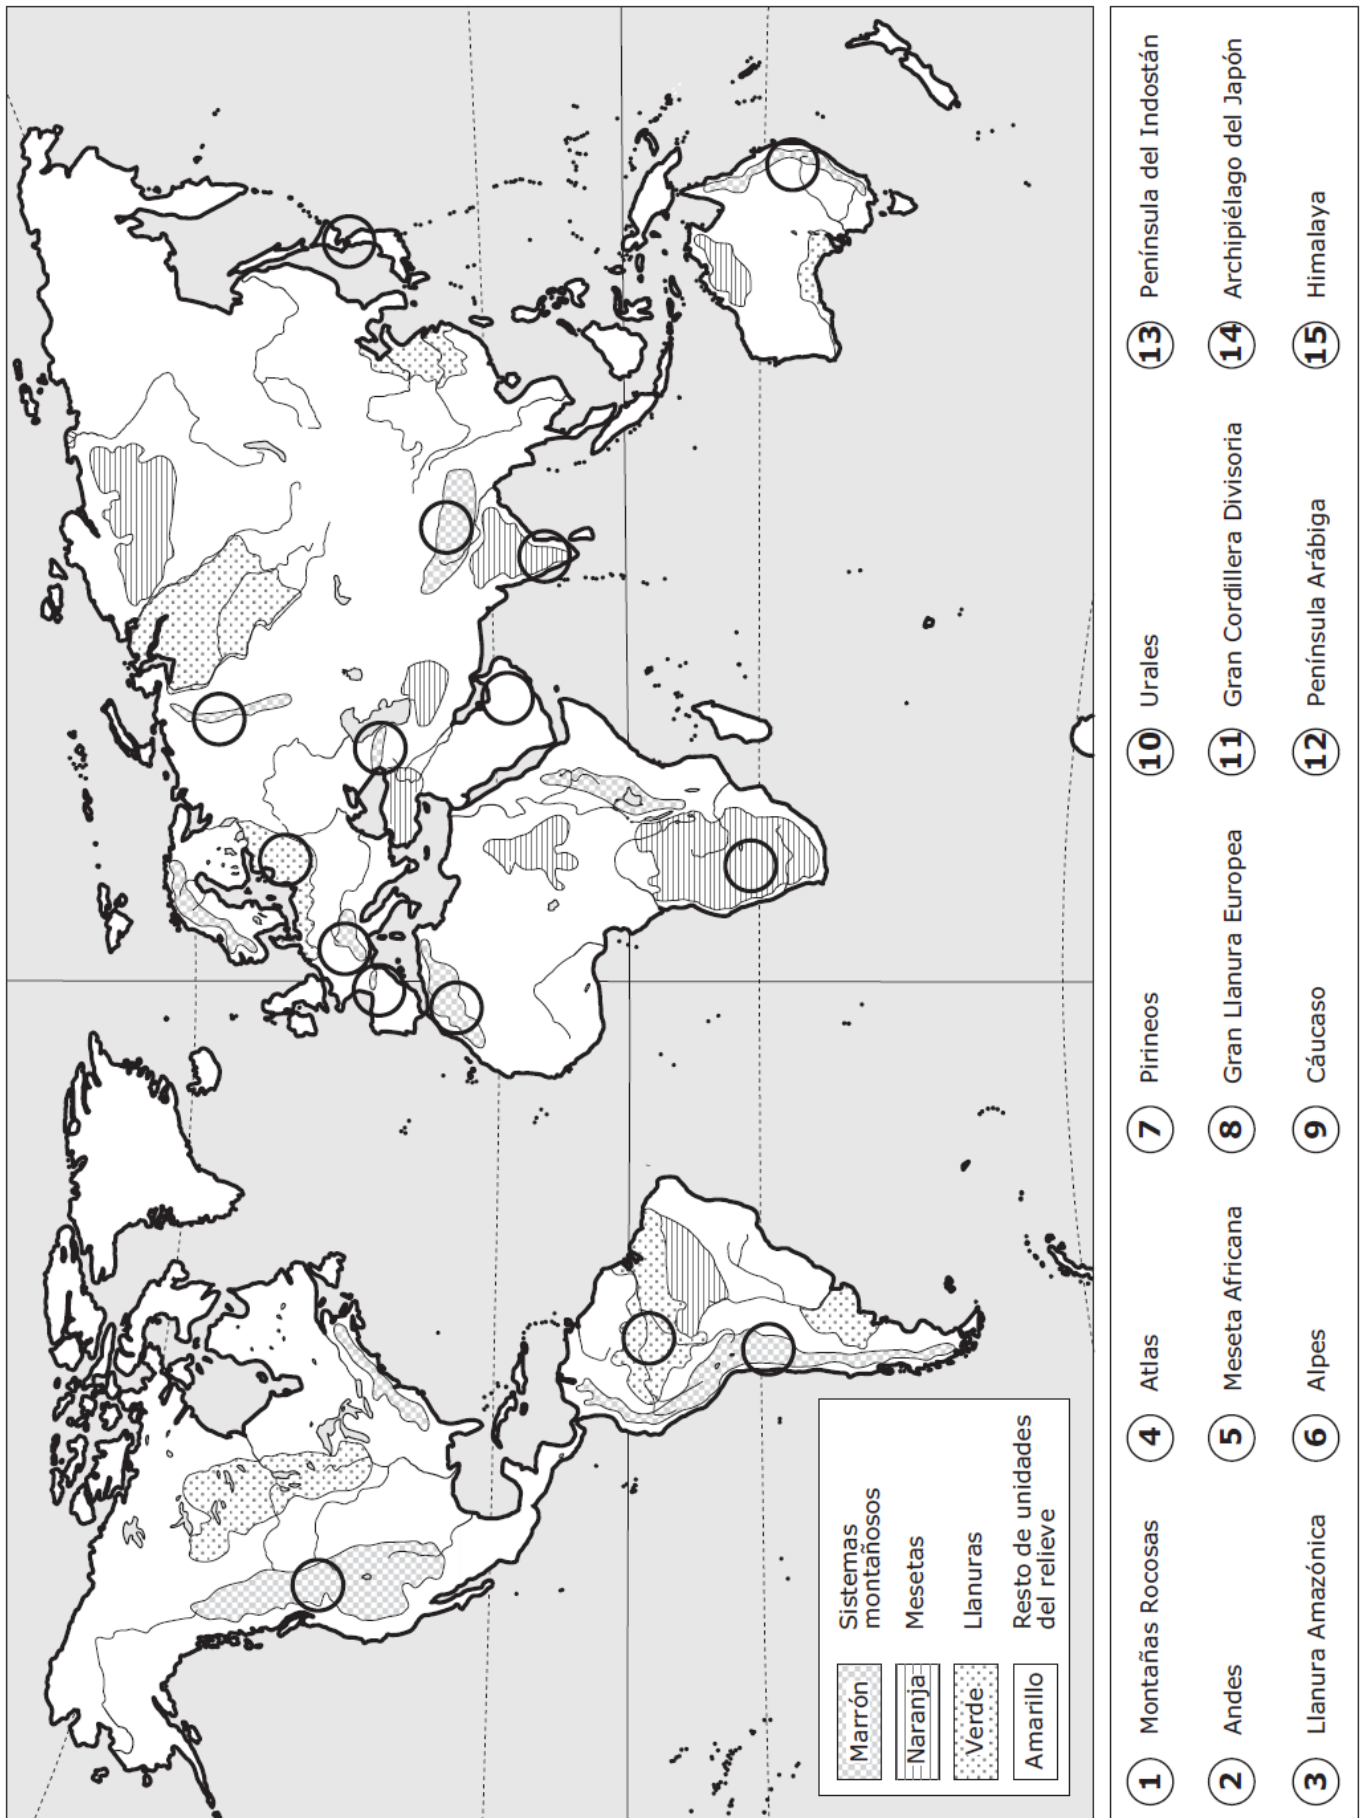 Marrón
Sistemas
montañosos
Naranja
Mesetas
Verde
Llanuras
Amarillo
Resto de unidades
del relieve
1 Montañas Rocosas
2 Andes
3 Llanura Amazónica
4 Atlas
5 Meseta Africana
6 Alpes
7 Pirineos
8 Gran Llanura Europea
9 Cáucaso
10 Urales
11 Gran Cordillera Divisoria
12 Península Arábiga
13 Península del Indostán
14 Archipiélago del Japón
15 Himalaya